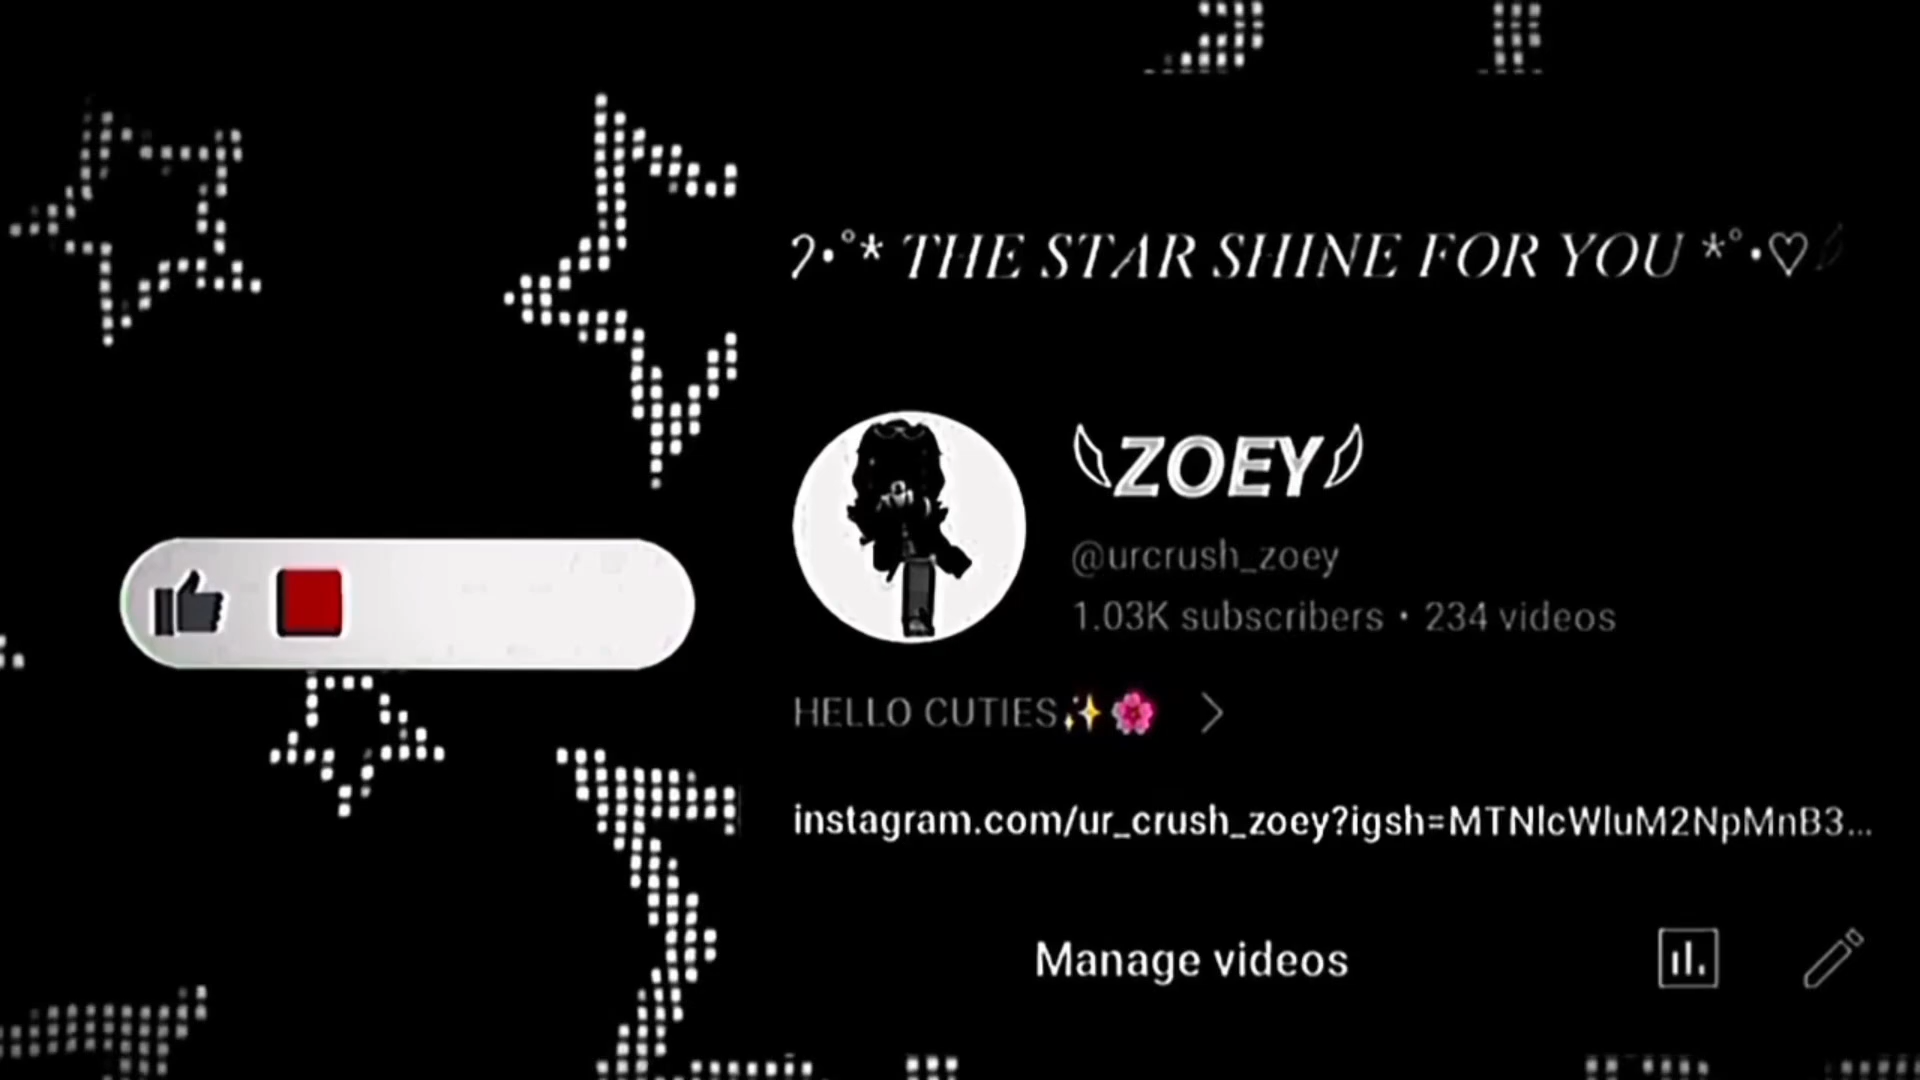 ૭•°* THE STAR SHINE FOR YOU *°•♡
ZOEY
@urcrush_zoey
1.03K subscribers • 234 videos
HELLO CUTIES✨🌸 >
instagram.com/ur_crush_zoey?igsh=MTNlcWluM2NpMnB3...
Manage videos